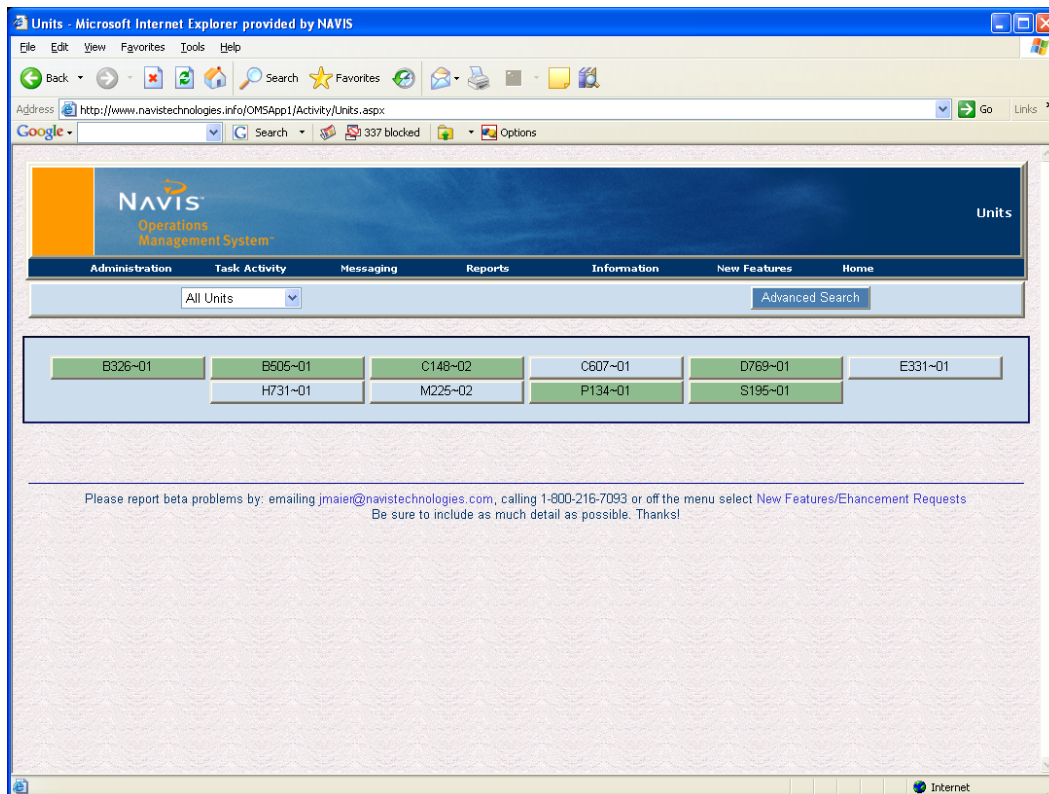 Units - Microsoft Internet Explorer provided by NAVIS
File Edit View Favorites Tools Help
Back Search Favorites
Address http://www.navistechnologies.info/OMSApp1/Activity/Units.aspx Go Links
Google Search 337 blocked Options
NAVIS
Operations
Management System™
Units
Administration Task Activity Messaging Reports Information New Features Home
All Units Advanced Search
B326~01 B505~01 C148~02 C607~01 D769~01 E331~01
H731~01 M225~02 P134~01 S195~01
Please report beta problems by: emailing jmaier@navistechnologies.com, calling 1-800-216-7093 or off the menu select New Features/Ehancement Requests
Be sure to include as much detail as possible. Thanks!
Internet